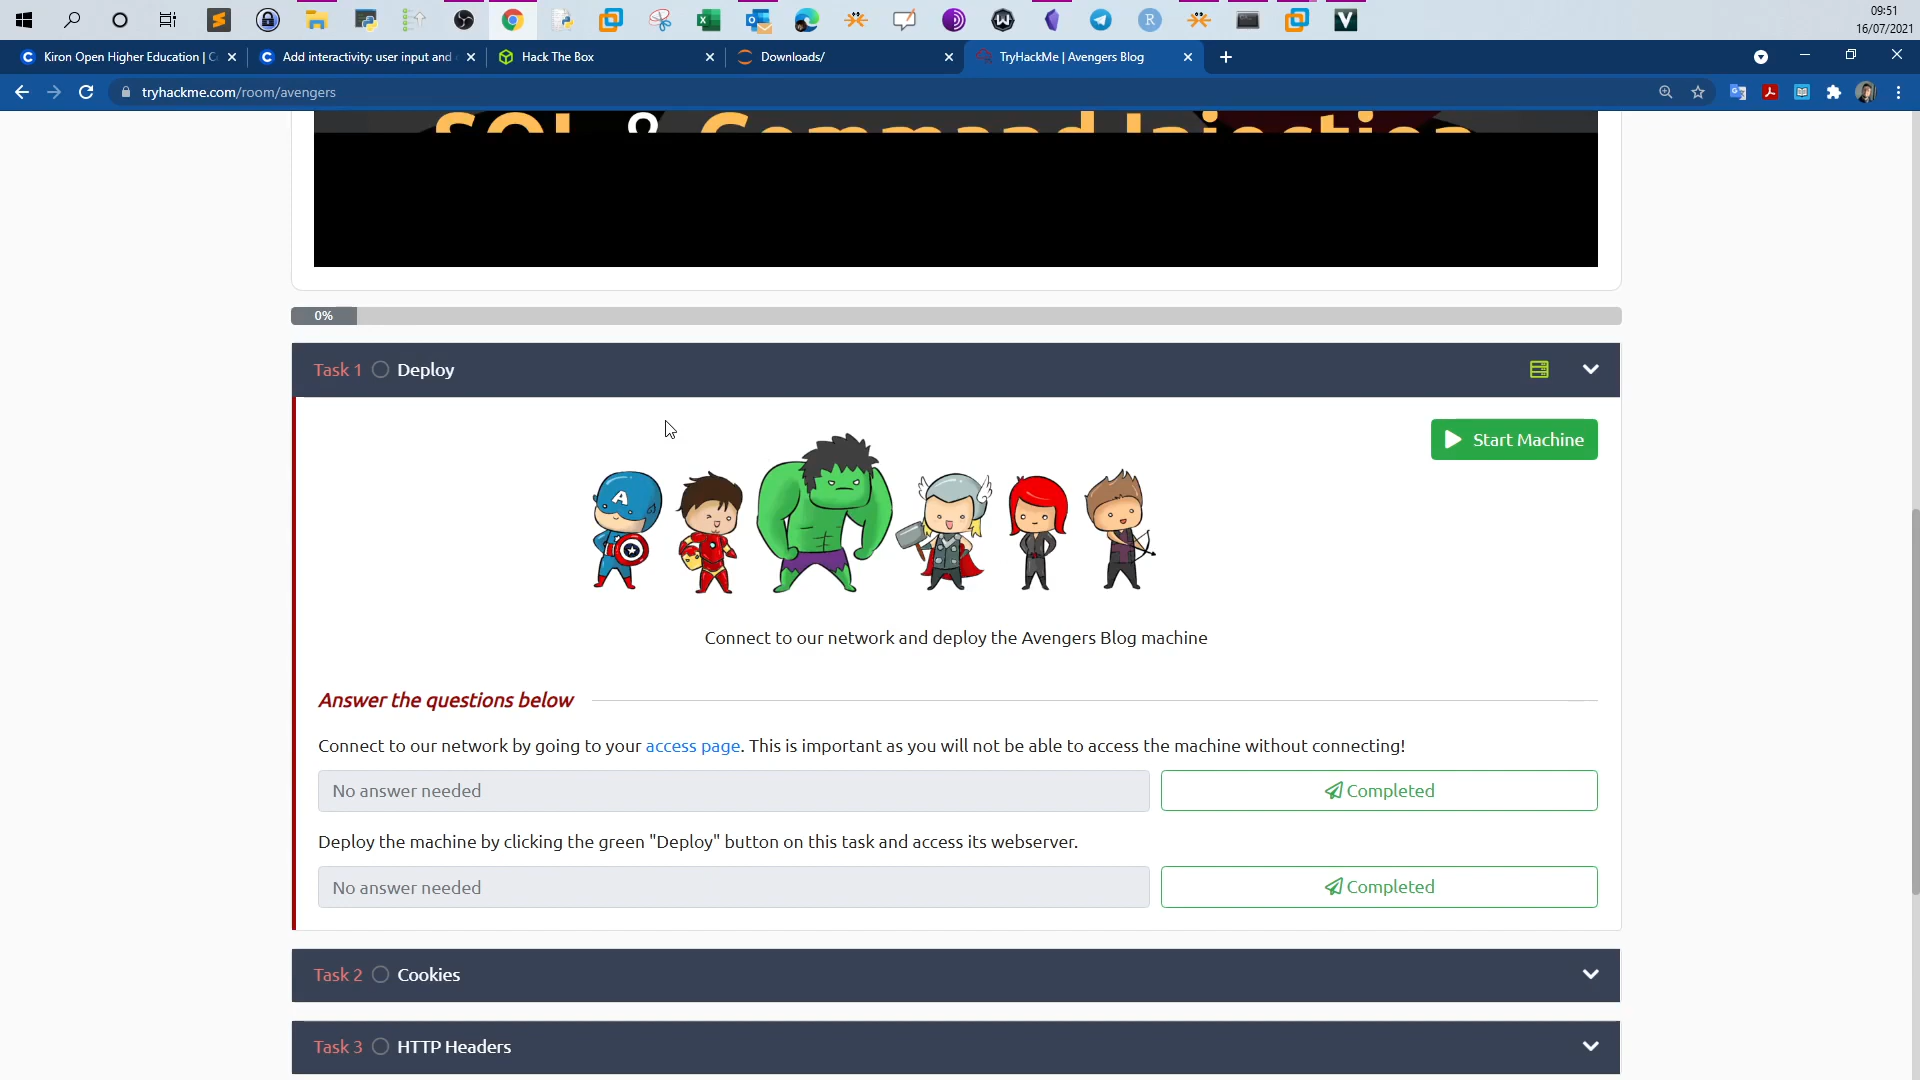 09:51
16/07/2021
Kiron Open Higher Education | C
Add interactivity: user input and
Hack The Box
Downloads/
TryHackMe | Avengers Blog
tryhackme.com/room/avengers
SQL & Command Injection
0%
Task 1 Deploy
Start Machine
A
Connect to our network and deploy the Avengers Blog machine
Answer the questions below
Connect to our network by going to your access page. This is important as you will not be able to access the machine without connecting!
No answer needed
Completed
Deploy the machine by clicking the green "Deploy" button on this task and access its webserver.
No answer needed
Completed
Task 2 Cookies
Task 3 HTTP Headers